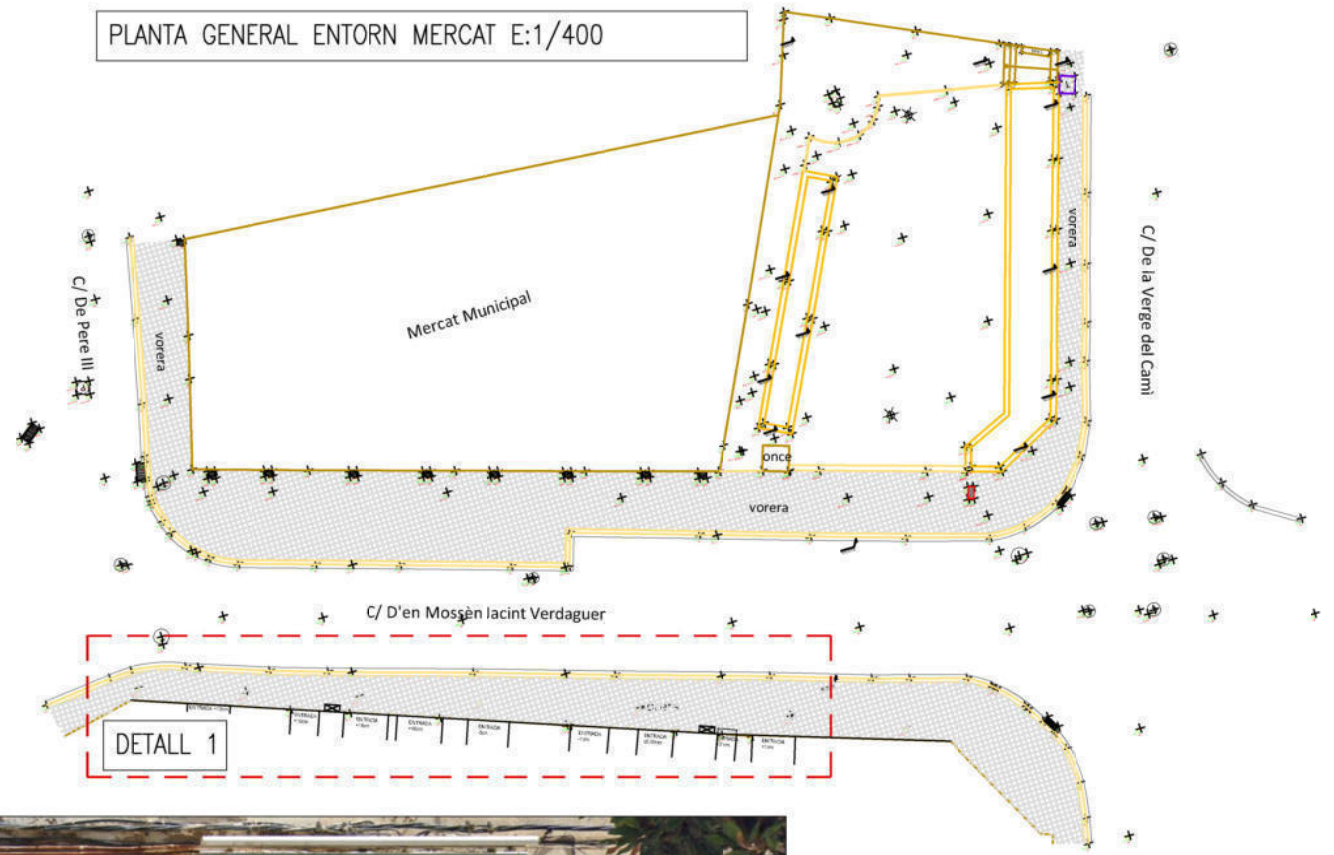 PLANTA GENERAL ENTORN MERCAT E:1/400
C/ De Pere III
vorera
Mercat Municipal
vorera
C/ De la Verge del Camì
once
vorera
C/ D'en Mossèn Iacint Verdaguer
DETALL 1
ENTRADA
ENTRADA
ENTRADA
ENTRADA
ENTRADA
ENTRADA
ENTRADA